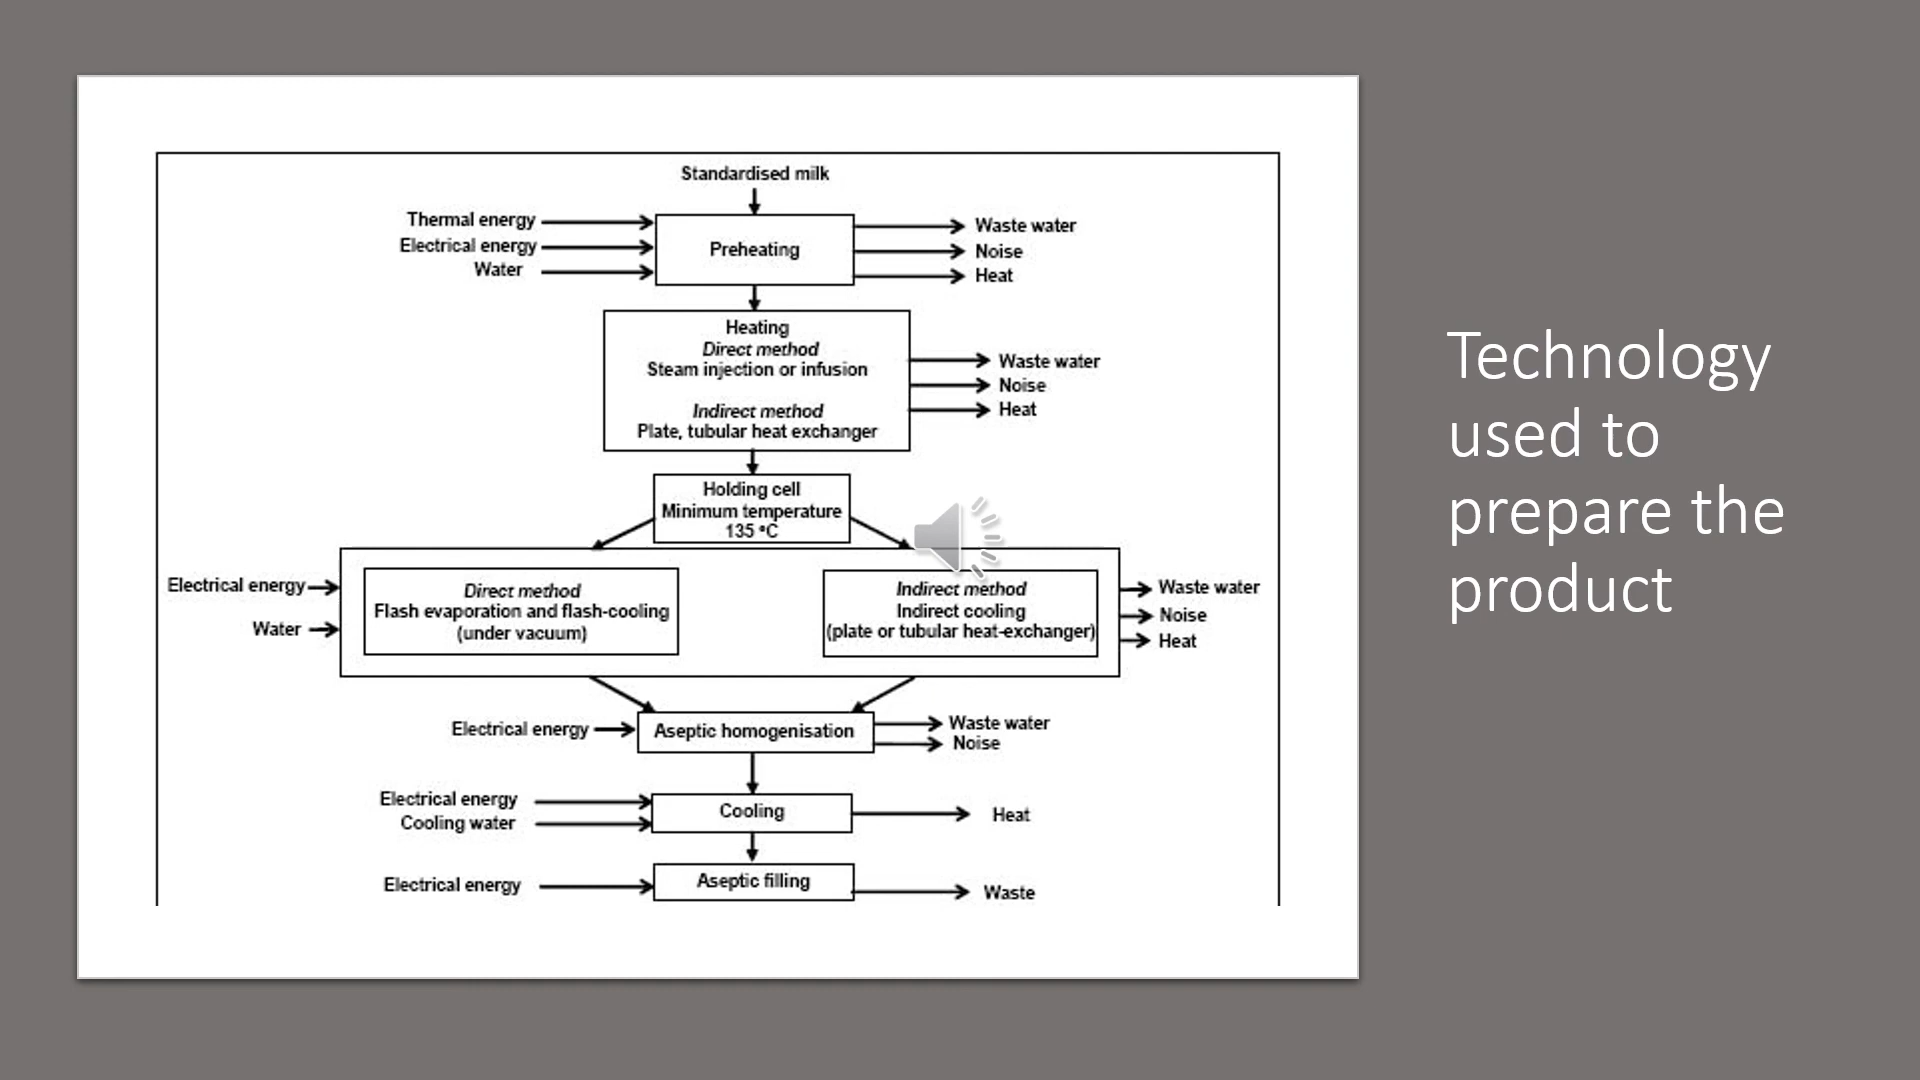 Standardised milk
Thermal energy
Electrical energy
Water
Preheating
Waste water
Noise
Heat
Heating
Direct method
Steam injection or infusion
Indirect method
Plate, tubular heat exchanger
Waste water
Noise
Heat
Holding cell
Minimum temperature
135 °C
Electrical energy
Water
Direct method
Flash evaporation and flash-cooling
(under vacuum)
Indirect method
Indirect cooling
(plate or tubular heat-exchanger)
Waste water
Noise
Heat
Electrical energy
Aseptic homogenisation
Waste water
Noise
Electrical energy
Cooling water
Cooling
Heat
Electrical energy
Aseptic filling
Waste
Technology
used to
prepare the
product